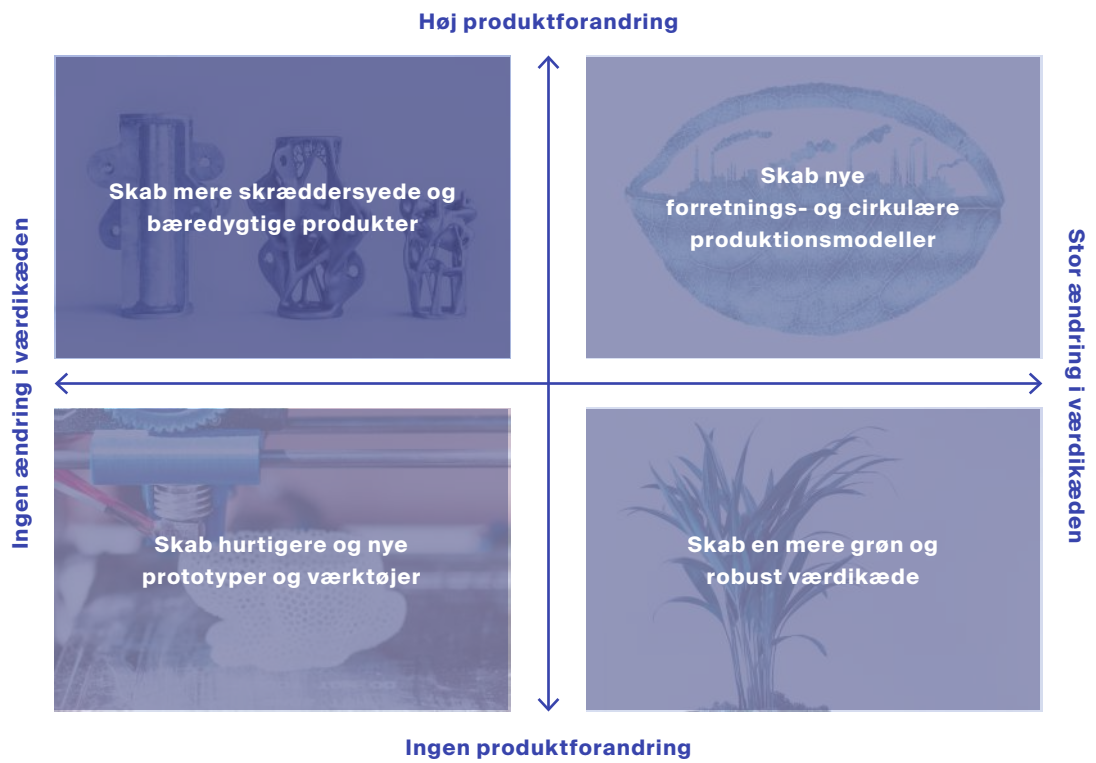 Høj produktforandring
Skab mere skræddersyede og
bæredygtige produkter
Skab nye
forretnings- og cirkulære
produktionsmodeller
Ingen ændring i værdikæden
Stor ændring i værdikæden
Skab hurtigere og nye
prototyper og værktøjer
Skab en mere grøn og
robust værdikæde
Ingen produktforandring